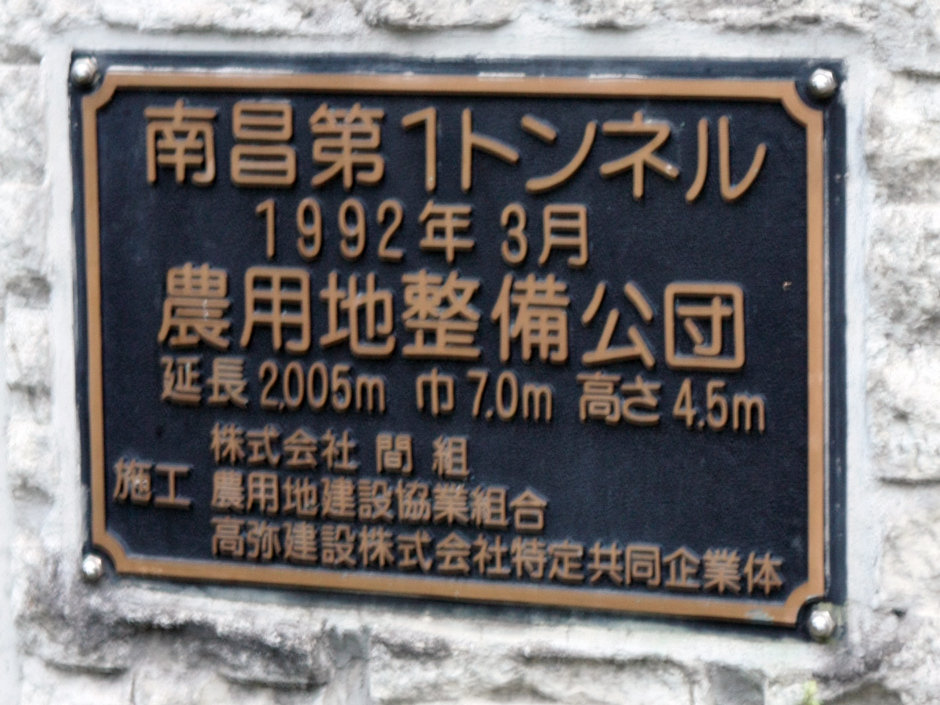 南昌第1トンネル
1992年 3月
農用地整備公団
延長2,005m 巾7.0m 高さ4.5m
株式会社 間組
施工 農用地建設協業組合
高弥建設株式会社特定共同企業体